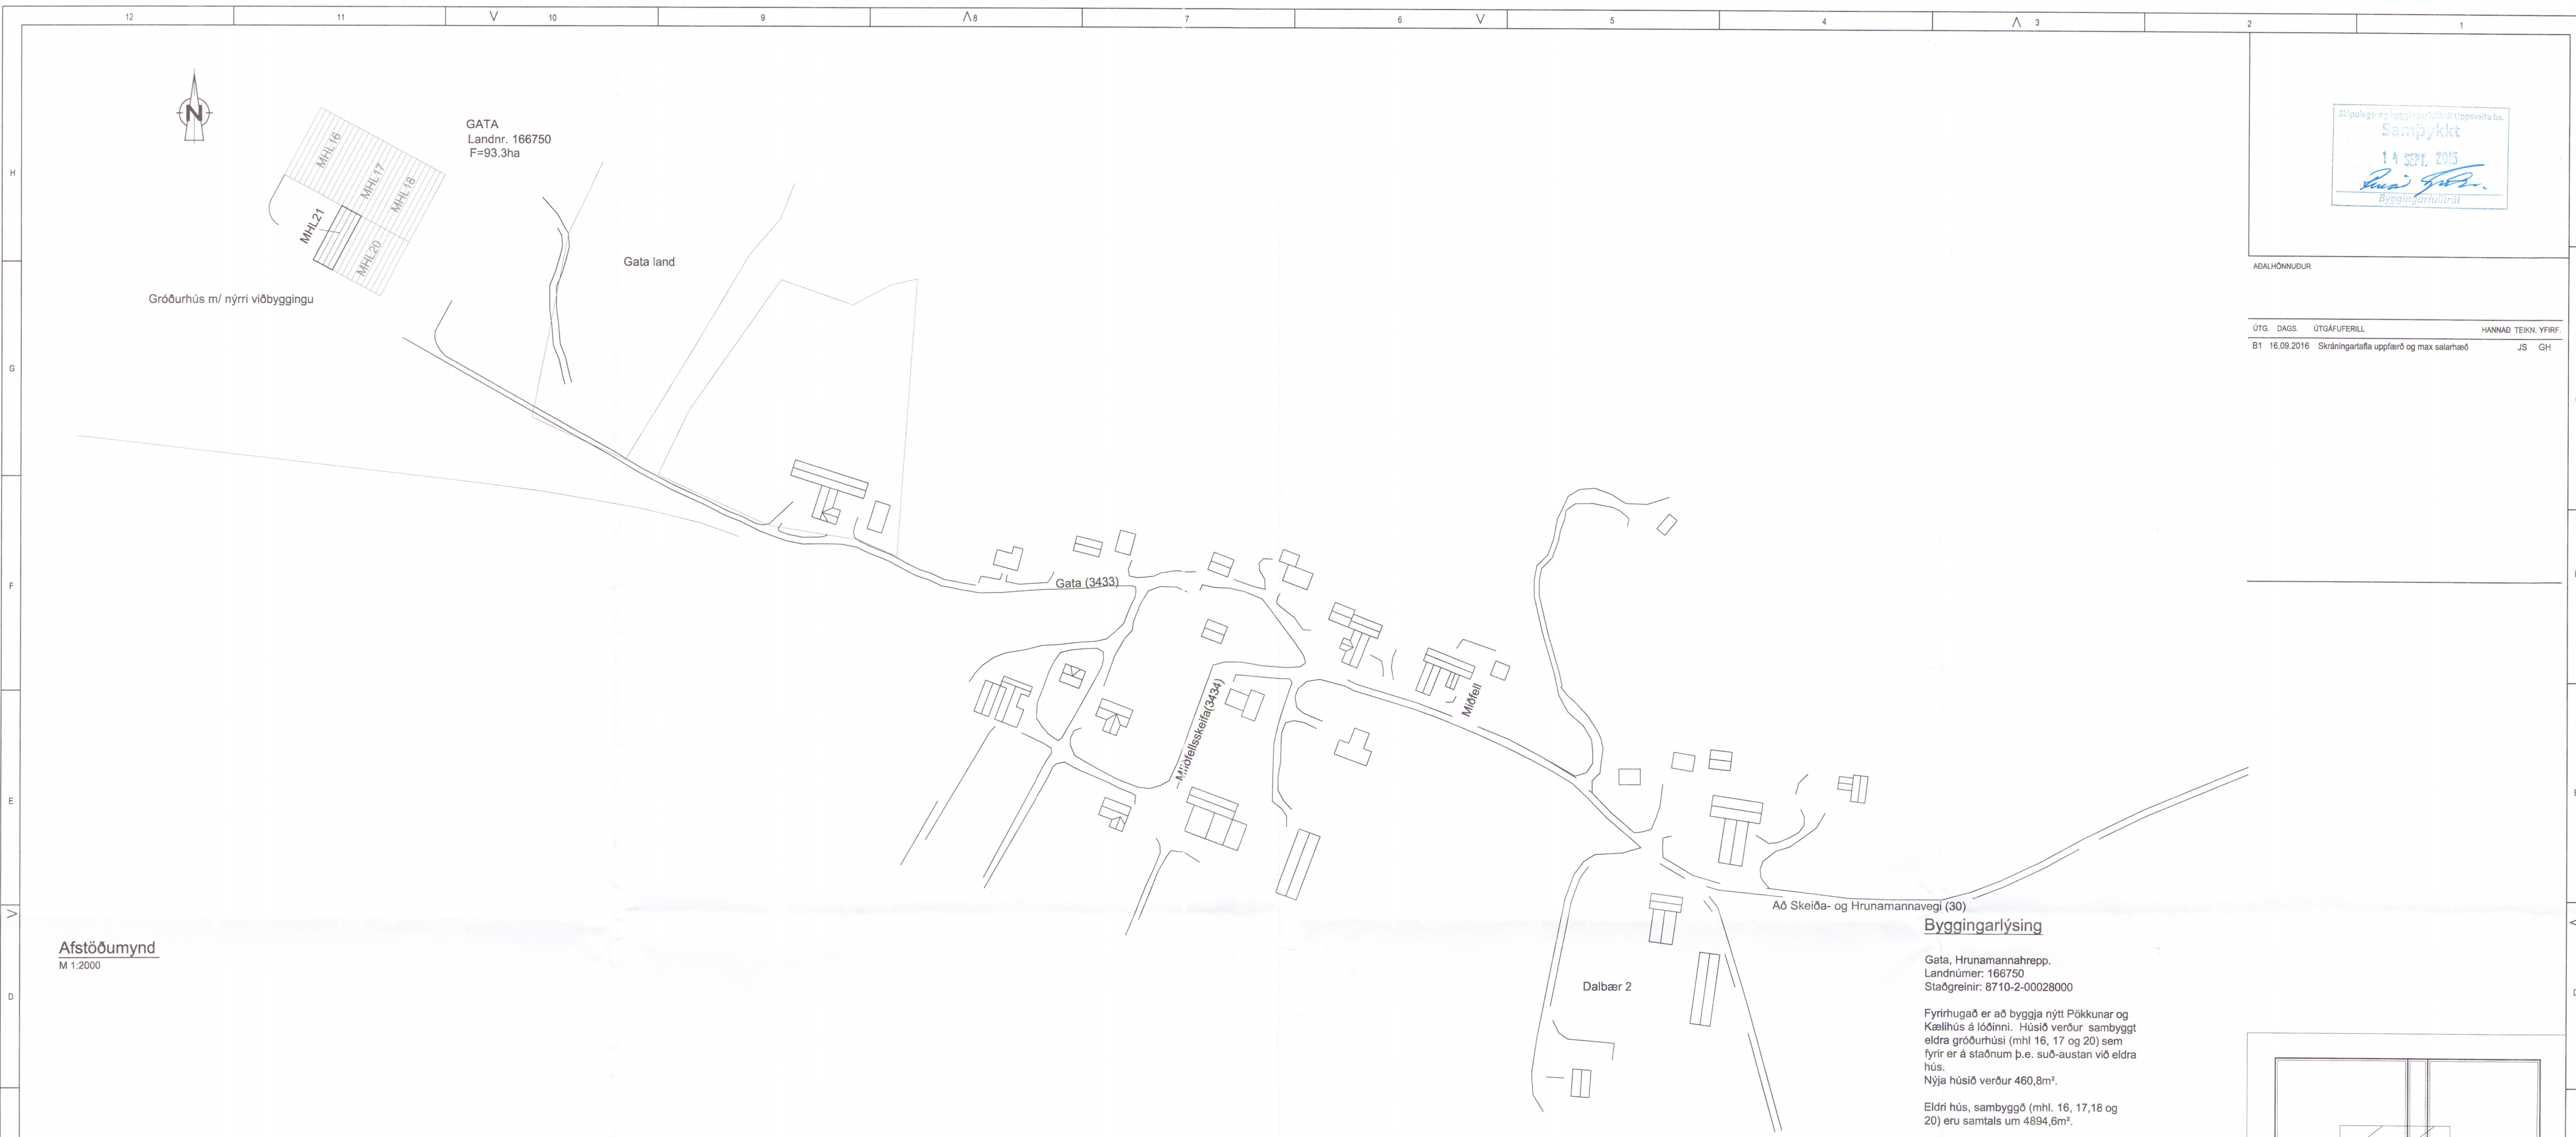 12 11 10 9 8 7 6 5 4 3 2 1
H
G
F
E
D
N
GATA
Landnr. 166750
F=93.3ha
MHL16
MHL17
MHL18
MHL21
MHL20
Gata land
Gróðurhús m/ nýrri viðbyggingu
Skipulags- og byggingarfulltrúi Uppsveita bs.
Samþykkt
14 SEPT. 2015
Byggingarfulltrúi
AÐALHÖNNUÐUR
ÚTG. DAGS. ÚTGÁFUFERILL HANNAÐ TEIKN. YFIRF.
B1 16.09.2016 Skráningartafla uppfærð og max salarhæð JS GH
Gata (3433)
Miðfellsskeifa(3434)
Miðfell
Að Skeiða- og Hrunamannavegi (30)
Dalbær 2
Afstöðumynd
M 1:2000
Byggingarlýsing
Gata, Hrunamannahrepp.
Landnúmer: 166750
Staðgreinir: 8710-2-00028000
Fyrirhugað er að byggja nýtt Pökkunar og
Kælihús á lóðinni. Húsið verður sambyggt
eldra gróðurhúsi (mhl 16, 17 og 20) sem
fyrir er á staðnum þ.e. suð-austan við eldra
hús.
Nýja húsið verður 460,8m².
Eldri hús, sambyggð (mhl. 16, 17,18 og
20) eru samtals um 4894,6m².